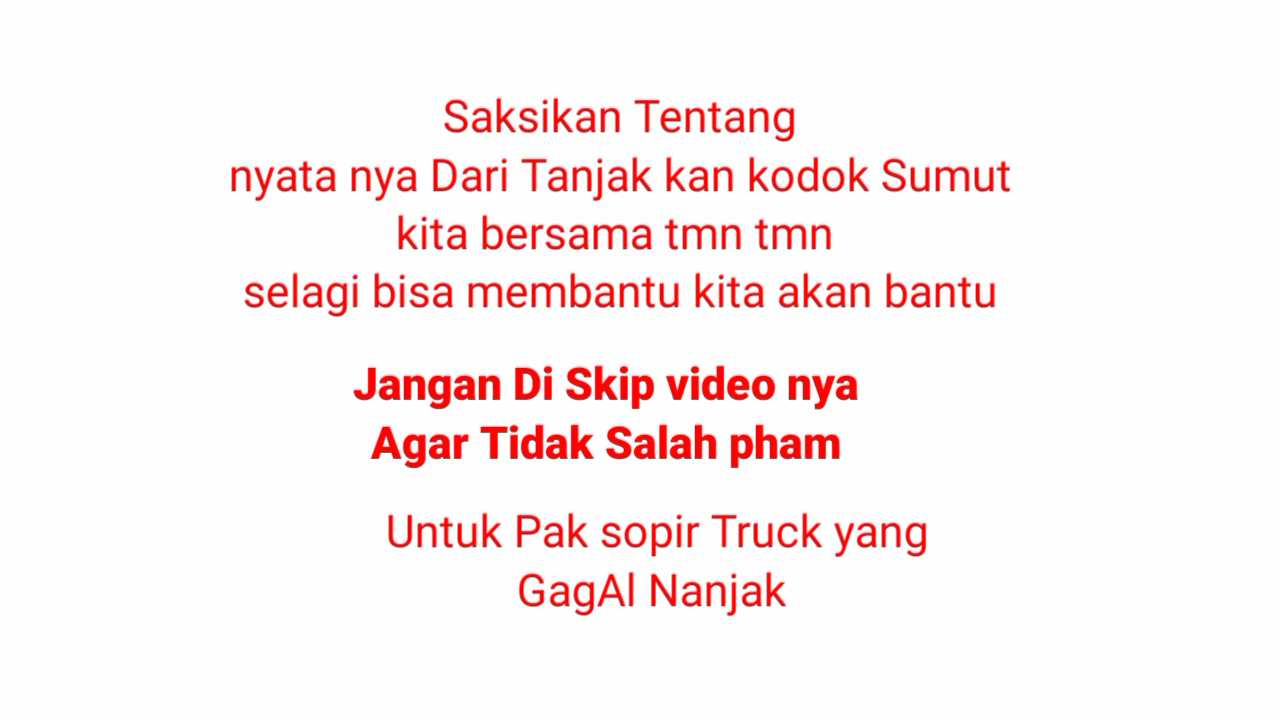 Saksikan Tentang
nyata nya Dari Tanjak kan kodok Sumut
kita bersama tmn tmn
selagi bisa membantu kita akan bantu
Jangan Di Skip video nya
Agar Tidak Salah pham
Untuk Pak sopir Truck yang
GagAl Nanjak